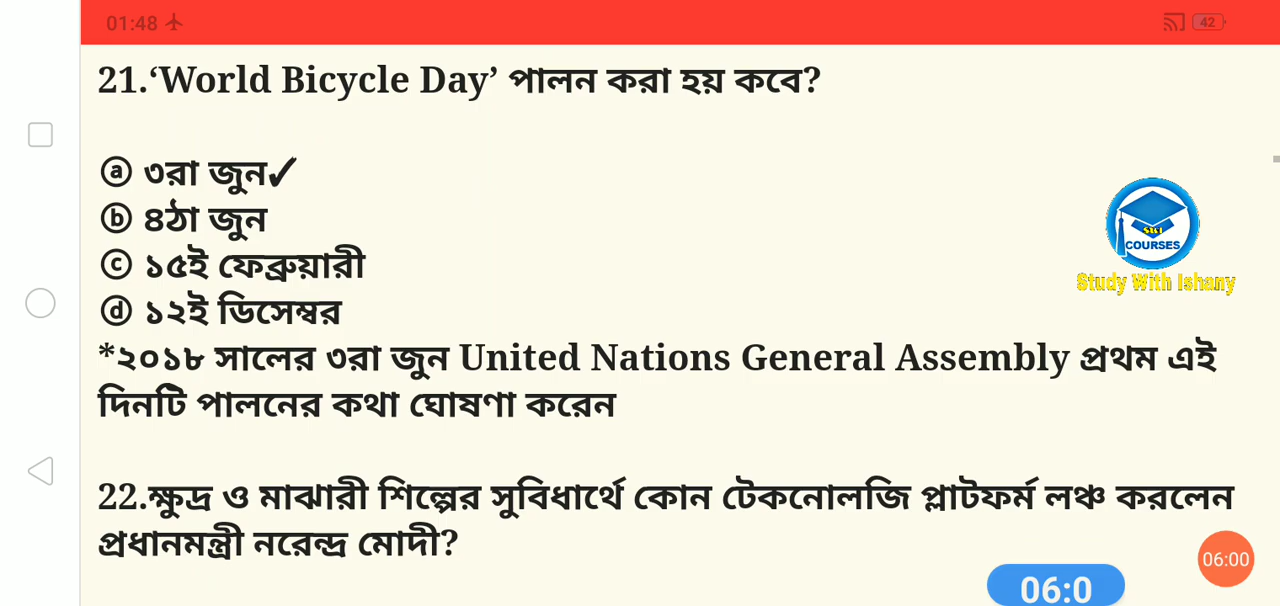 01:48
42
21.‘World Bicycle Day’ পালন করা হয় কবে?
ⓐ ৩রা জুন✓
ⓑ ৪ঠা জুন
ⓒ ১৫ই ফেব্রুয়ারী
ⓓ ১২ই ডিসেম্বর
SWI
COURSES
Study With Ishany
*২০১৮ সালের ৩রা জুন United Nations General Assembly প্রথম এই
দিনটি পালনের কথা ঘোষণা করেন
22.ক্ষুদ্র ও মাঝারী শিল্পের সুবিধার্থে কোন টেকনোলজি প্লাটফর্ম লঞ্চ করলেন
প্রধানমন্ত্রী নরেন্দ্র মোদী?
06:00
06:0